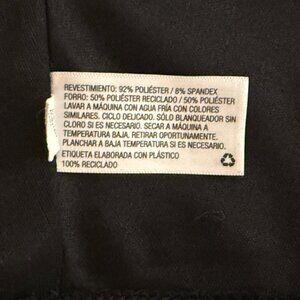 REVESTIMIENTO: 92% POLIÉSTER / 8% SPANDEX
FORRO: 50% POLIÉSTER RECICLADO / 50% POLIÉSTER
LAVAR A MÁQUINA CON AGUA FRÍA CON COLORES
SIMILARES. CICLO DELICADO. SÓLO BLANQUEADOR SIN
CLORO SI ES NECESARIO. SECAR A MÁQUINA A
TEMPERATURA BAJA. RETIRAR OPORTUNAMENTE.
PLANCHAR A BAJA TEMPERATURA SI ES NECESARIO.
ETIQUETA ELABORADA CON PLÁSTICO
100% RECICLADO